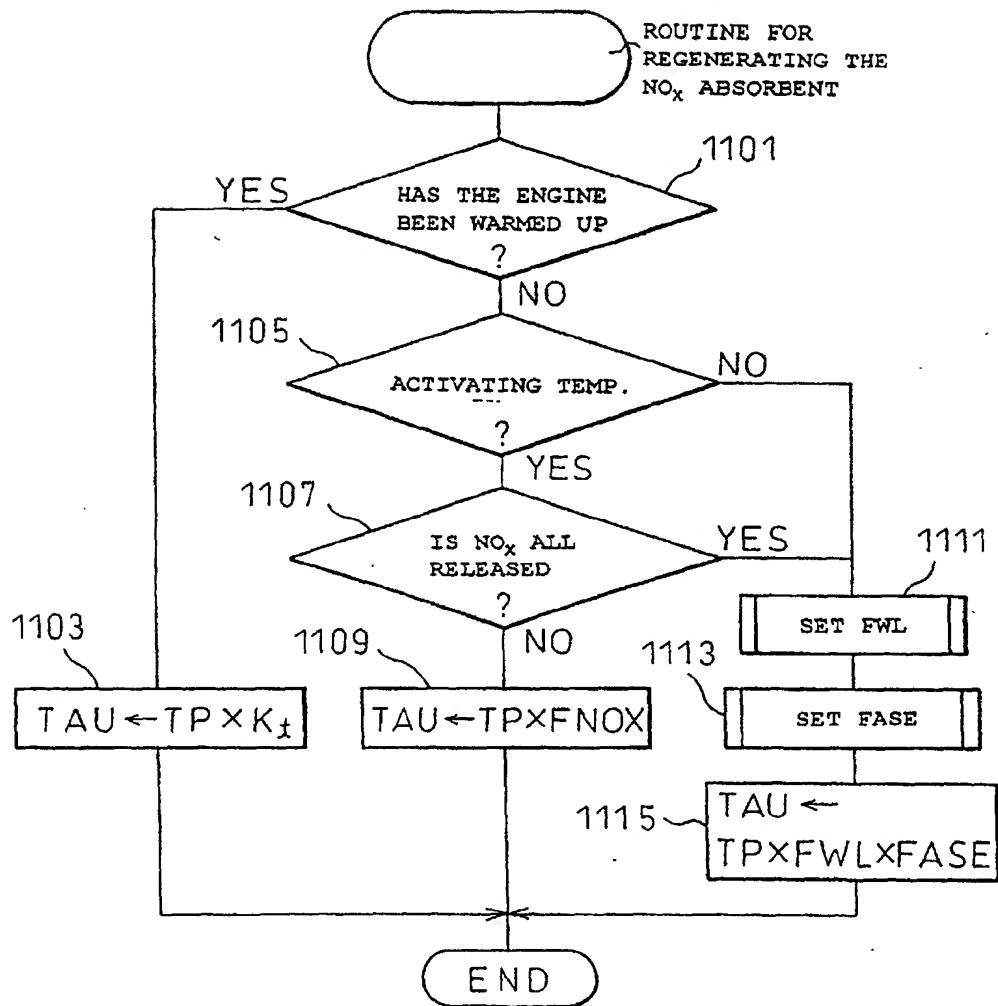 ROUTINE FOR
REGENERATING THE
NOx ABSORBENT
1101
YES
HAS THE ENGINE
BEEN WARMED UP
?
NO
1105
NO
ACTIVATING TEMP.
?
YES
1107
IS NOx ALL
RELEASED
?
YES
1111
NO
SET FWL
1103
1109
1113
TAU←TP×Kt
TAU←TP×FNOX
SET FASE
1115
TAU←
TP×FWL×FASE
END